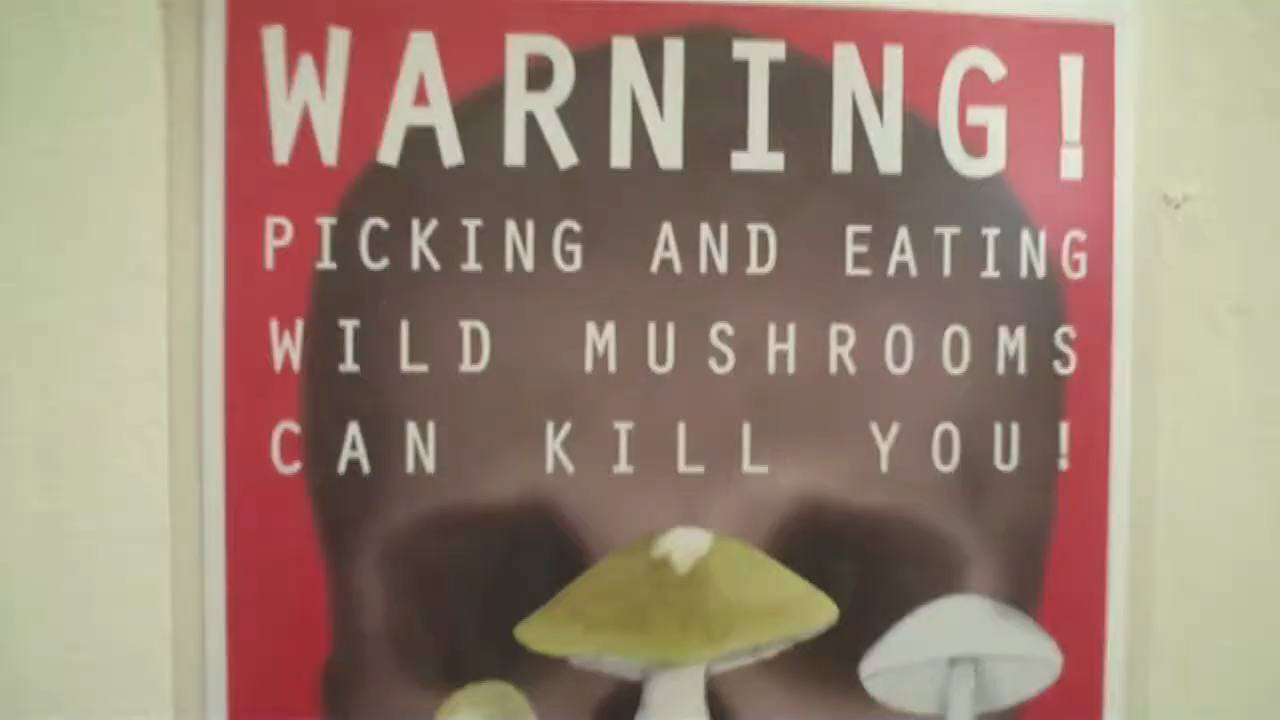 WARNING!
PICKING AND EATING
WILD MUSHROOMS
CAN KILL YOU!